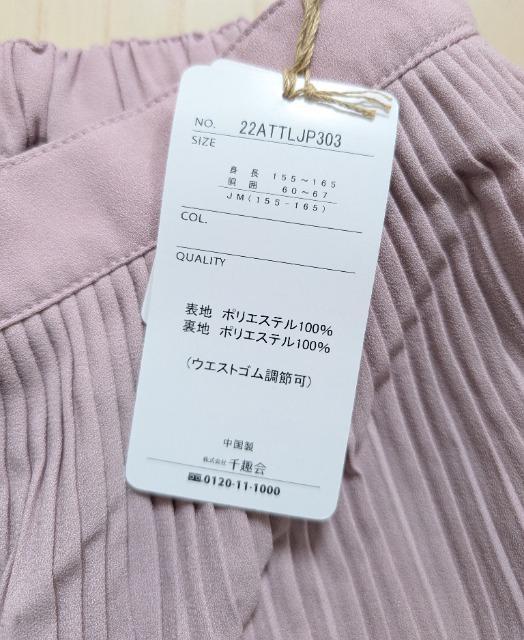 NO. 22ATTLJP303
SIZE
身長 155～165
胴囲 60～67
JM(155-165)
COL.
QUALITY
表地 ポリエステル100%
裏地 ポリエステル100%
(ウエストゴム調節可)
中国製
株式会社 千趣会
0120-11-1000